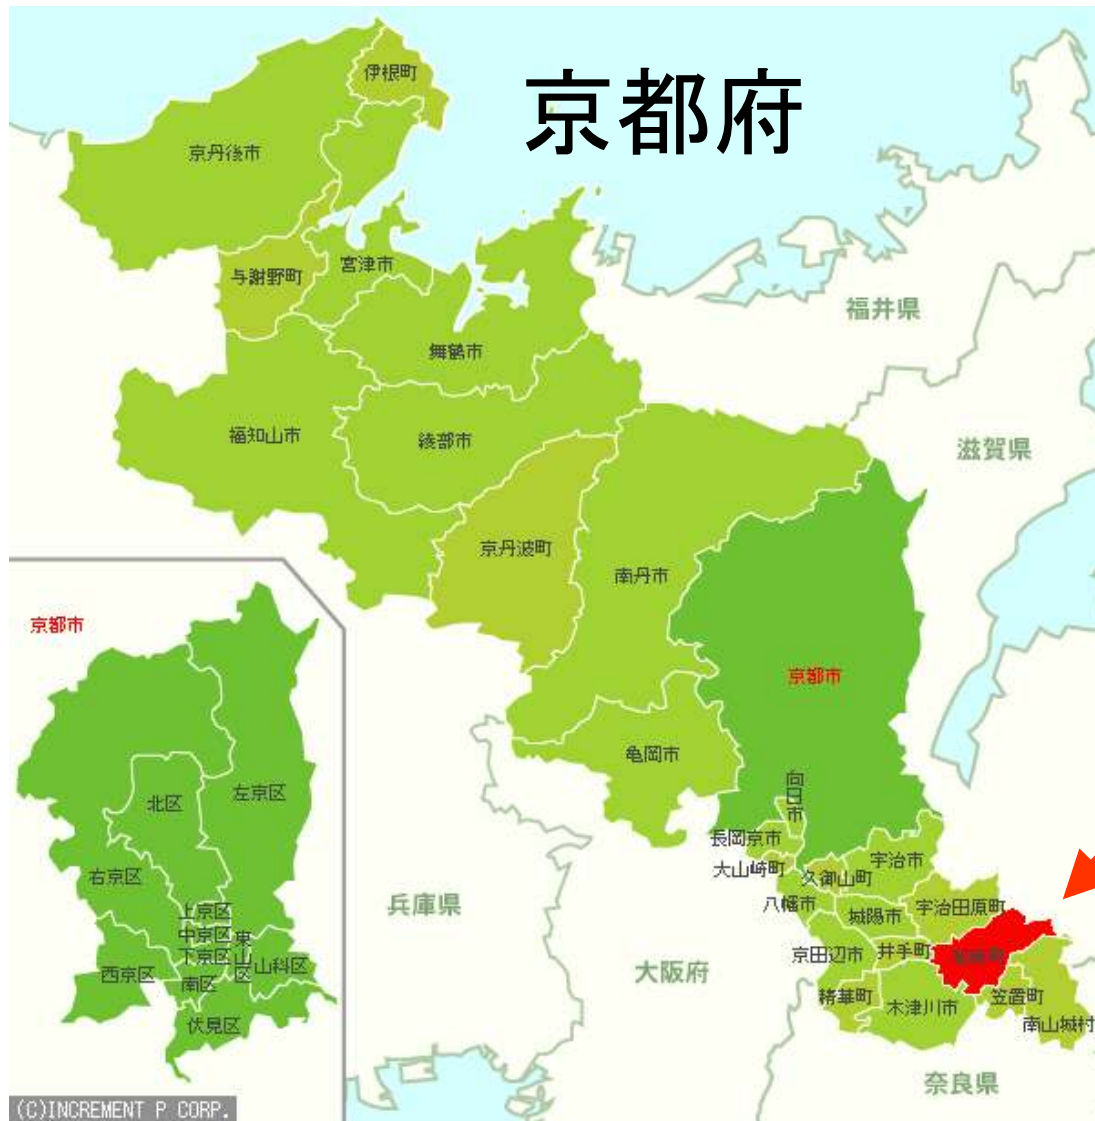 京都府
伊根町
京丹後市
与謝野町
宮津市
舞鶴市
福井県
福知山市
綾部市
滋賀県
京丹波町
南丹市
京都市
亀岡市
向日市
長岡京市
大山崎町
宇治市
久御山町
八幡市
城陽市
宇治田原町
京田辺市
井手町
精華町
木津川市
笠置町
南山城村
兵庫県
大阪府
奈良県
京都市
北区
左京区
右京区
上京区
中京区
下京区
東山区
山科区
西京区
南区
伏見区
(C)INCREMENT P CORP.